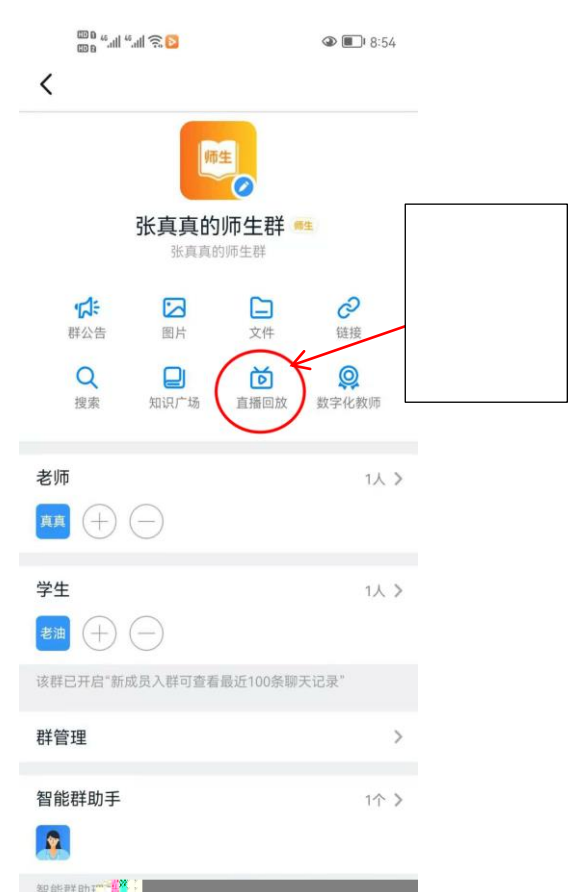 8:54
师生
张真真的师生群 师生
张真真的师生群
群公告 图片 文件 链接
搜索 知识广场 直播回放 数字化教师
老师 1人
真真
学生 1人
老油
该群已开启“新成员入群可查看最近100条聊天记录”
群管理
智能群助手 1个